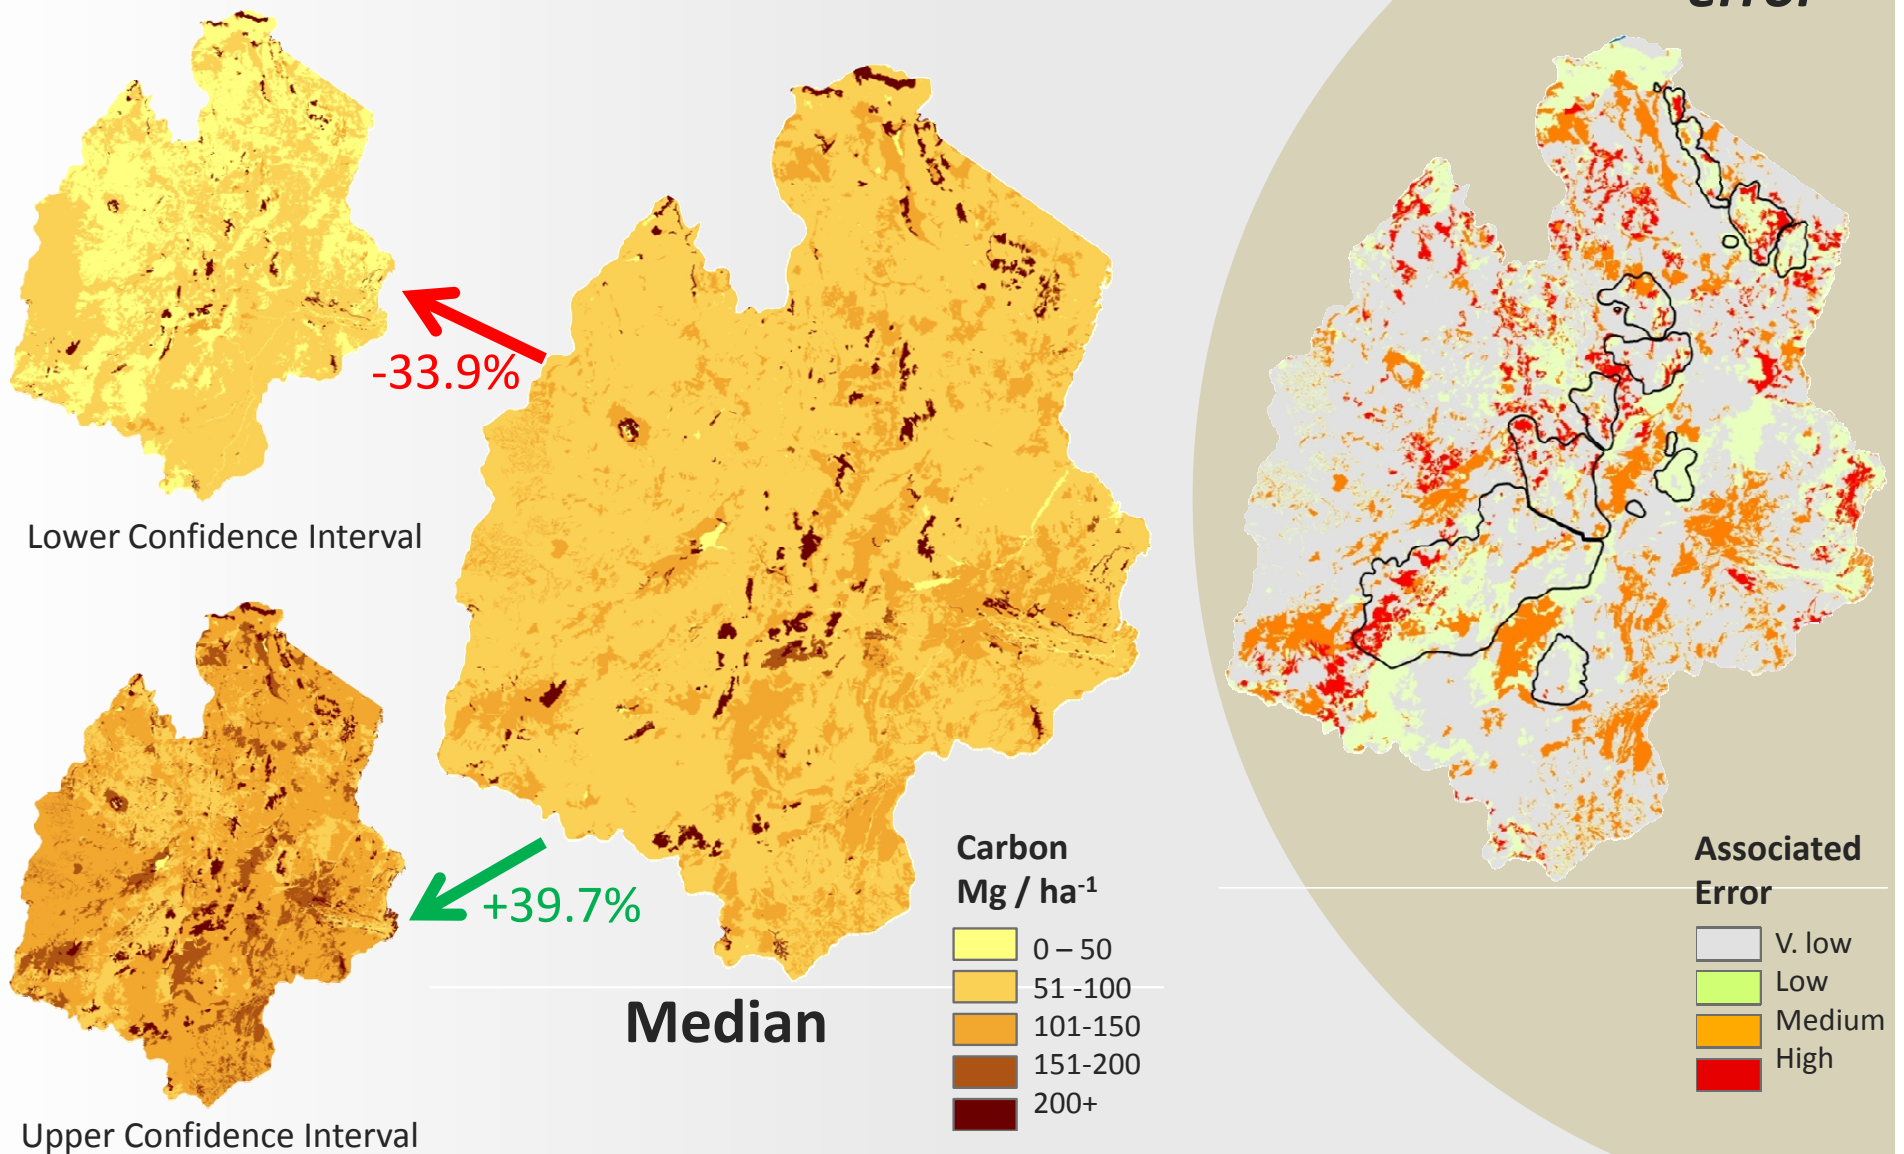 error
-33.9%
Lower Confidence Interval
+39.7%
Upper Confidence Interval
Median
Carbon
Mg / ha-1
0 – 50
51 -100
101-150
151-200
200+
Associated
Error
V. low
Low
Medium
High